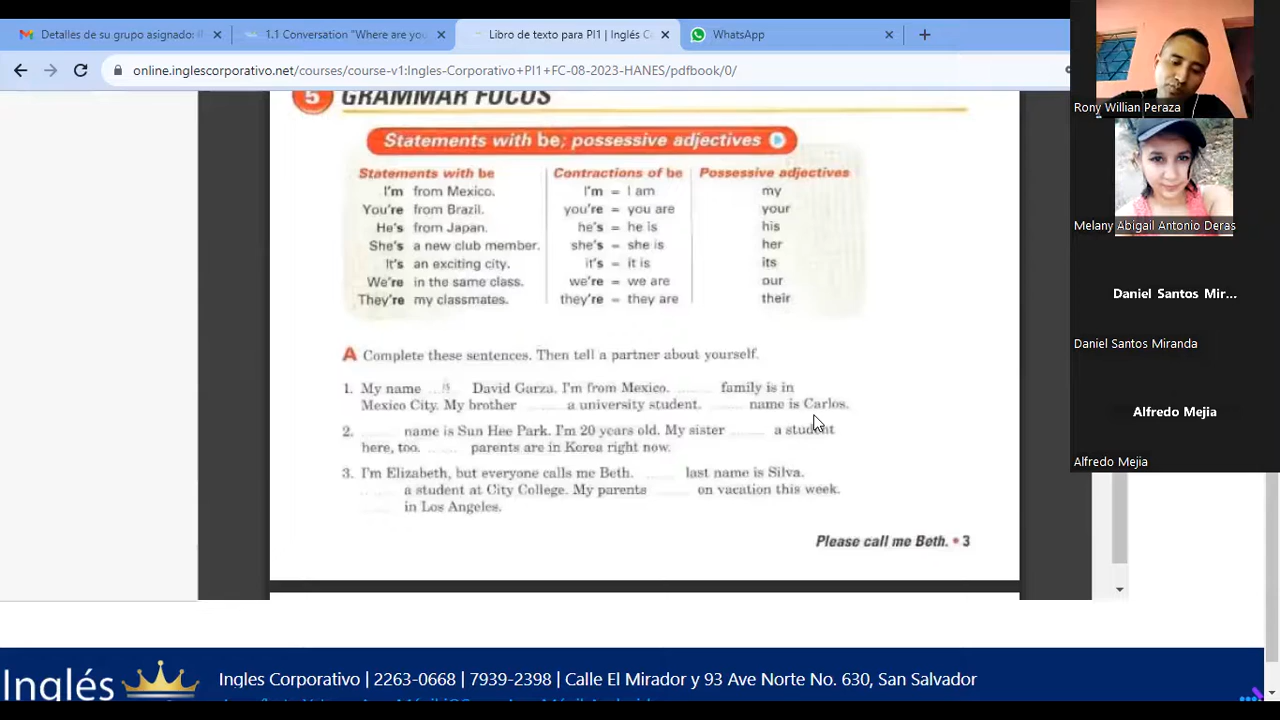 Detalles de su grupo asignado:
1.1 Conversation "Where are you
Libro de texto para PI1 | Inglés C
WhatsApp
online.inglescorporativo.net/courses/course-v1:Ingles-Corporativo+PI1+FC-08-2023-HANES/pdfbook/0/
5 GRAMMAR FOCUS
Statements with be; possessive adjectives
Statements with be Contractions of be Possessive adjectives
I'm from Mexico. I'm = I am my
You're from Brazil. you're = you are your
He's from Japan. he's = he is his
She's a new club member. she's = she is her
It's an exciting city. it's = it is its
We're in the same class. we're = we are our
They're my classmates. they're = they are their
A Complete these sentences. Then tell a partner about yourself.
1. My name is David Garza. I'm from Mexico. ........ family is in
Mexico City. My brother ........ a university student. ........ name is Carlos.
2. ........ name is Sun Hee Park. I'm 20 years old. My sister ........ a student
here, too. ........ parents are in Korea right now.
3. I'm Elizabeth, but everyone calls me Beth. ........ last name is Silva.
........ a student at City College. My parents ........ on vacation this week.
........ in Los Angeles.
Please call me Beth. • 3
Rony Willian Peraza
Melany Abigail Antonio Deras
Daniel Santos Mir...
Daniel Santos Miranda
Alfredo Mejia
Alfredo Mejia
Inglés
Ingles Corporativo | 2263-0668 | 7939-2398 | Calle El Mirador y 93 Ave Norte No. 630, San Salvador